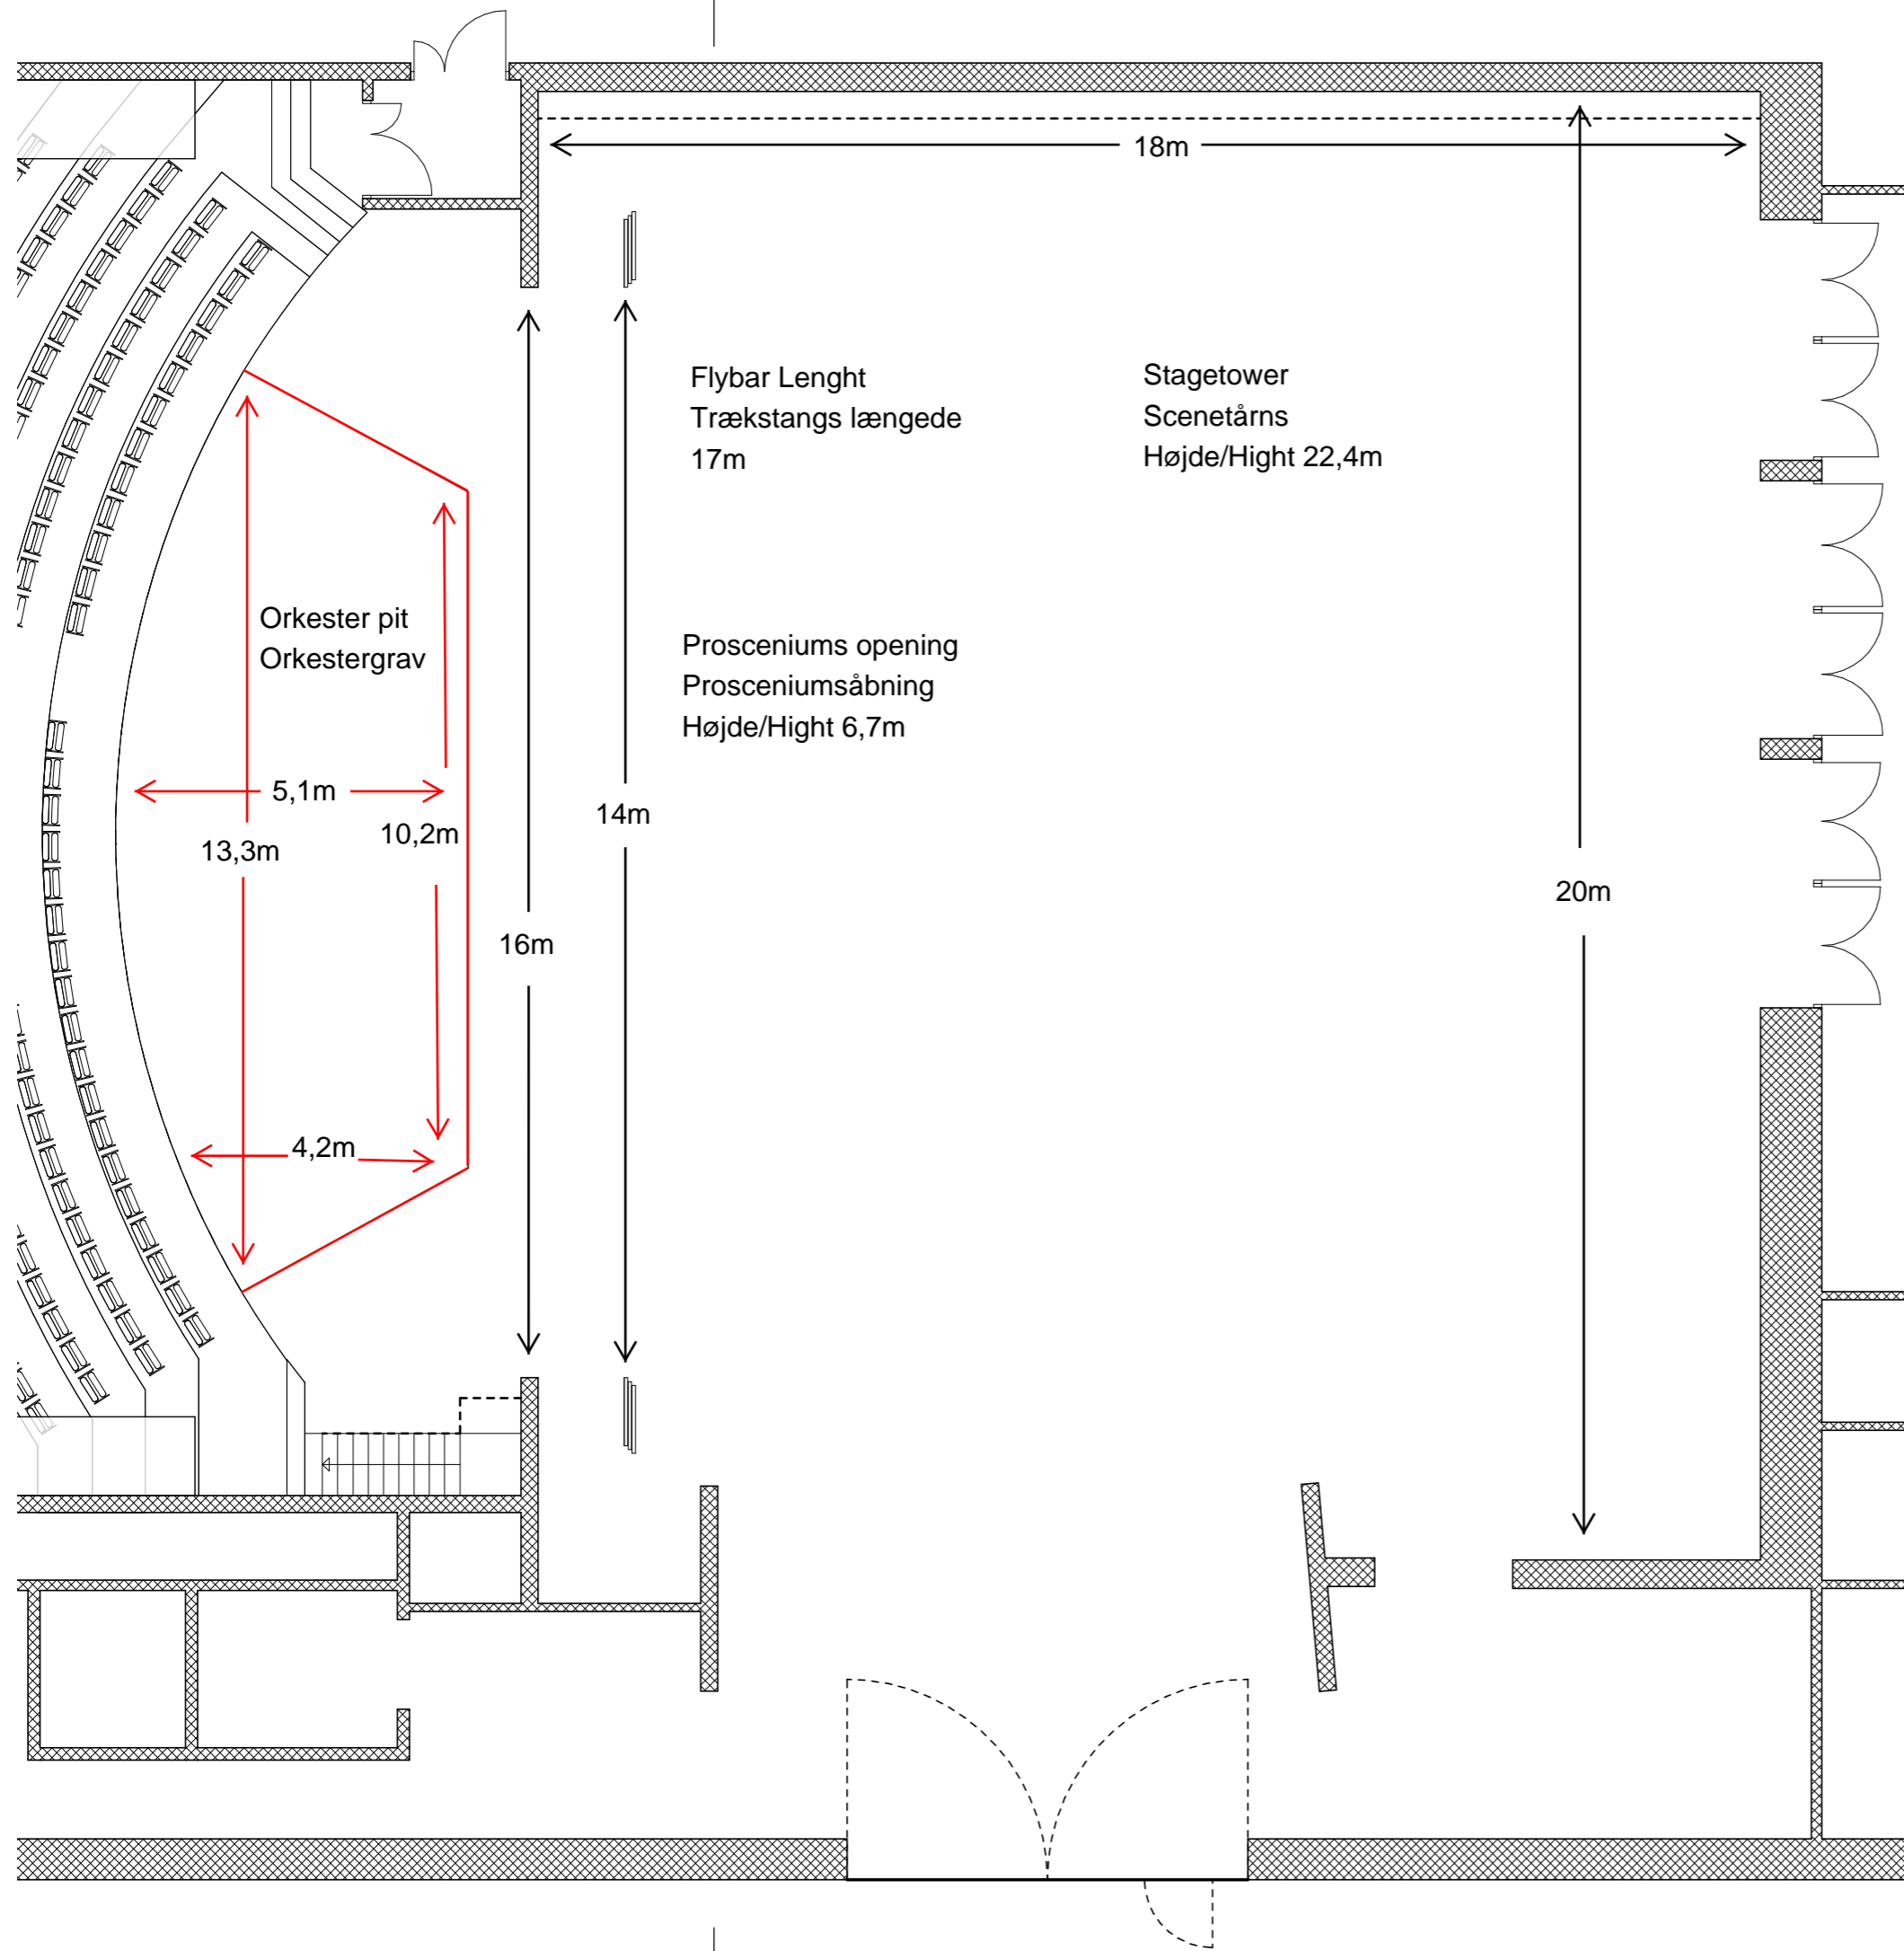 18m
Flybar Lenght
Trækstangs længede
17m
Stagetower
Scenetårns
Højde/Hight 22,4m
Orkester pit
Orkestergrav
Prosceniums opening
Prosceniumsåbning
Højde/Hight 6,7m
5,1m
14m
10,2m
13,3m
20m
16m
4,2m